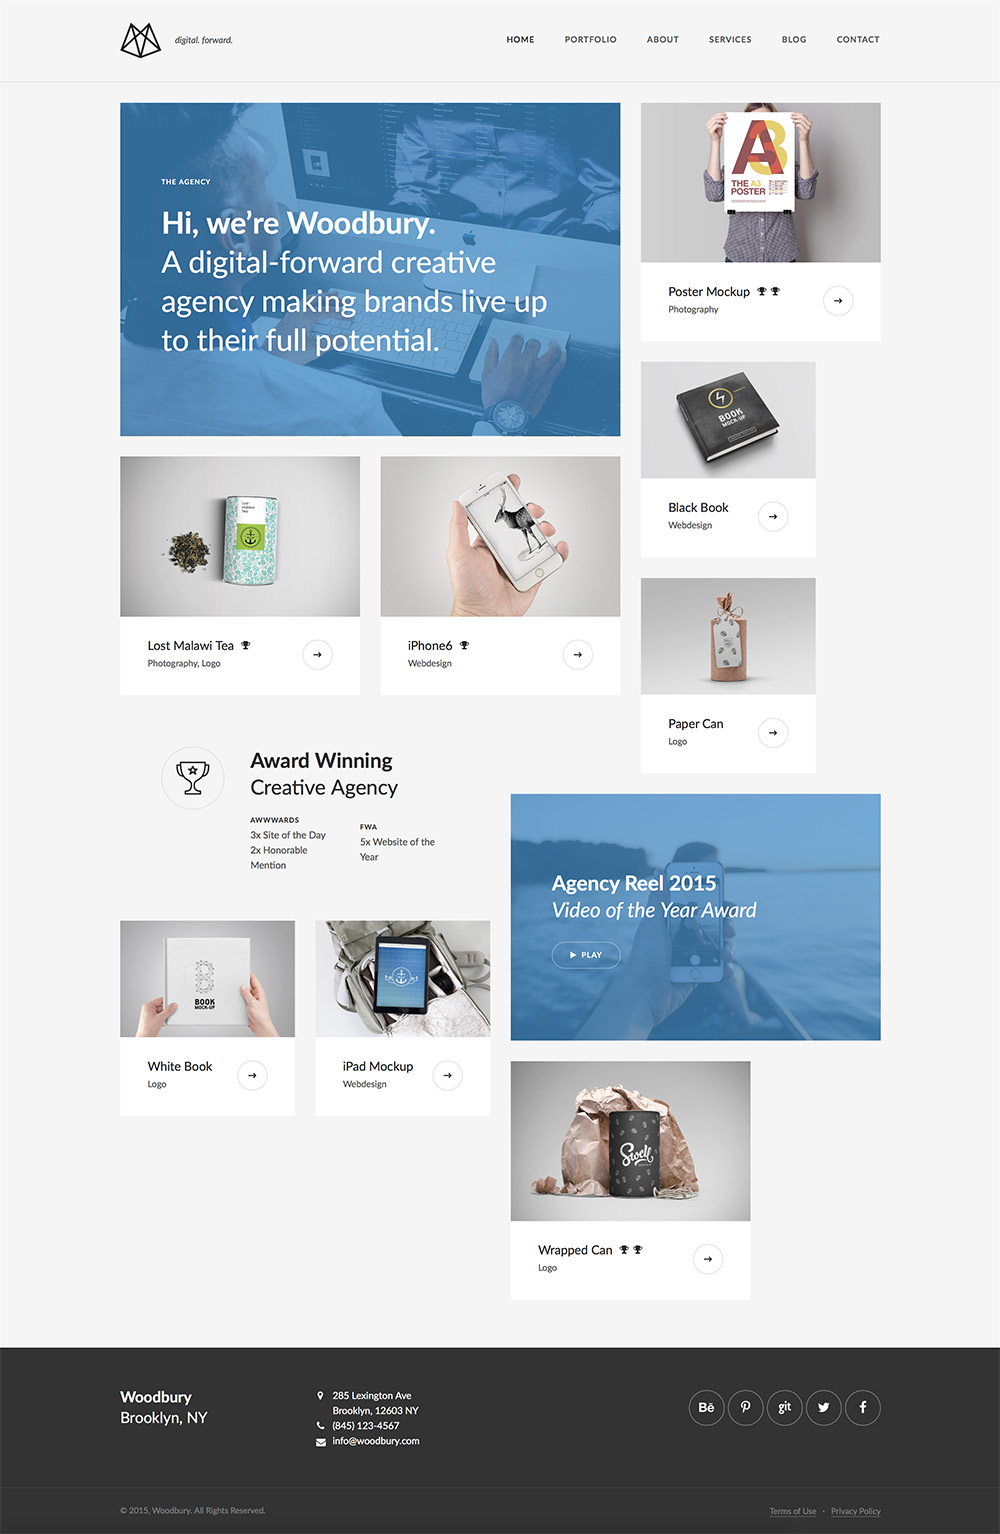 digital. forward.
HOME PORTFOLIO ABOUT SERVICES BLOG CONTACT
THE AGENCY
Hi, we're Woodbury.
A digital-forward creative
agency making brands live up
to their full potential.
A3
THE A3
POSTER
Poster Mockup
Photography
BOOK
MOCK-UP
Black Book
Webdesign
Lost
Malawi
Tea
Lost Malawi Tea
Photography, Logo
iPhone6
Webdesign
Paper Can
Logo
Award Winning
Creative Agency
AWWWARDS
3x Site of the Day
2x Honorable
Mention
FWA
5x Website of the
Year
Agency Reel 2015
Video of the Year Award
PLAY
B
BOOK
MOCK-UP
White Book
Logo
iPad Mockup
Webdesign
Swell
Wrapped Can
Logo
Woodbury
Brooklyn, NY
285 Lexington Ave
Brooklyn, 12603 NY
(845) 123-4567
info@woodbury.com
Bē
git
© 2015, Woodbury. All Rights Reserved.
Terms of Use · Privacy Policy